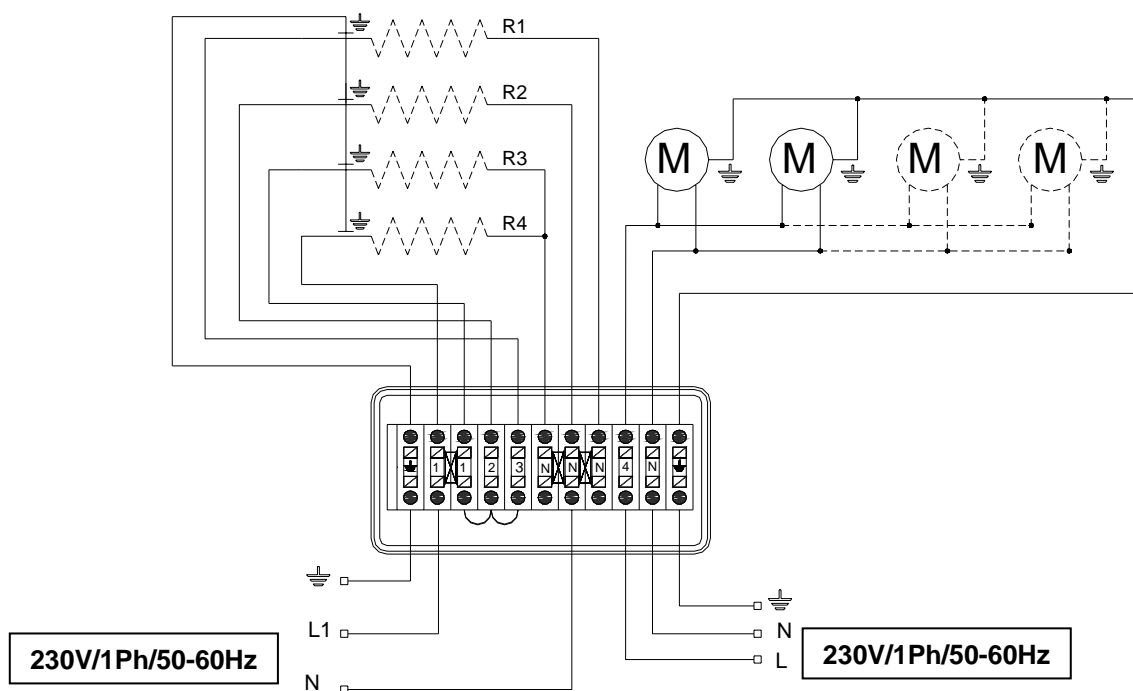 R1
R2
R3
R4
M M M M
1 1 2 3 N N N 4 N
L1
N
230V/1Ph/50-60Hz
N
L
230V/1Ph/50-60Hz